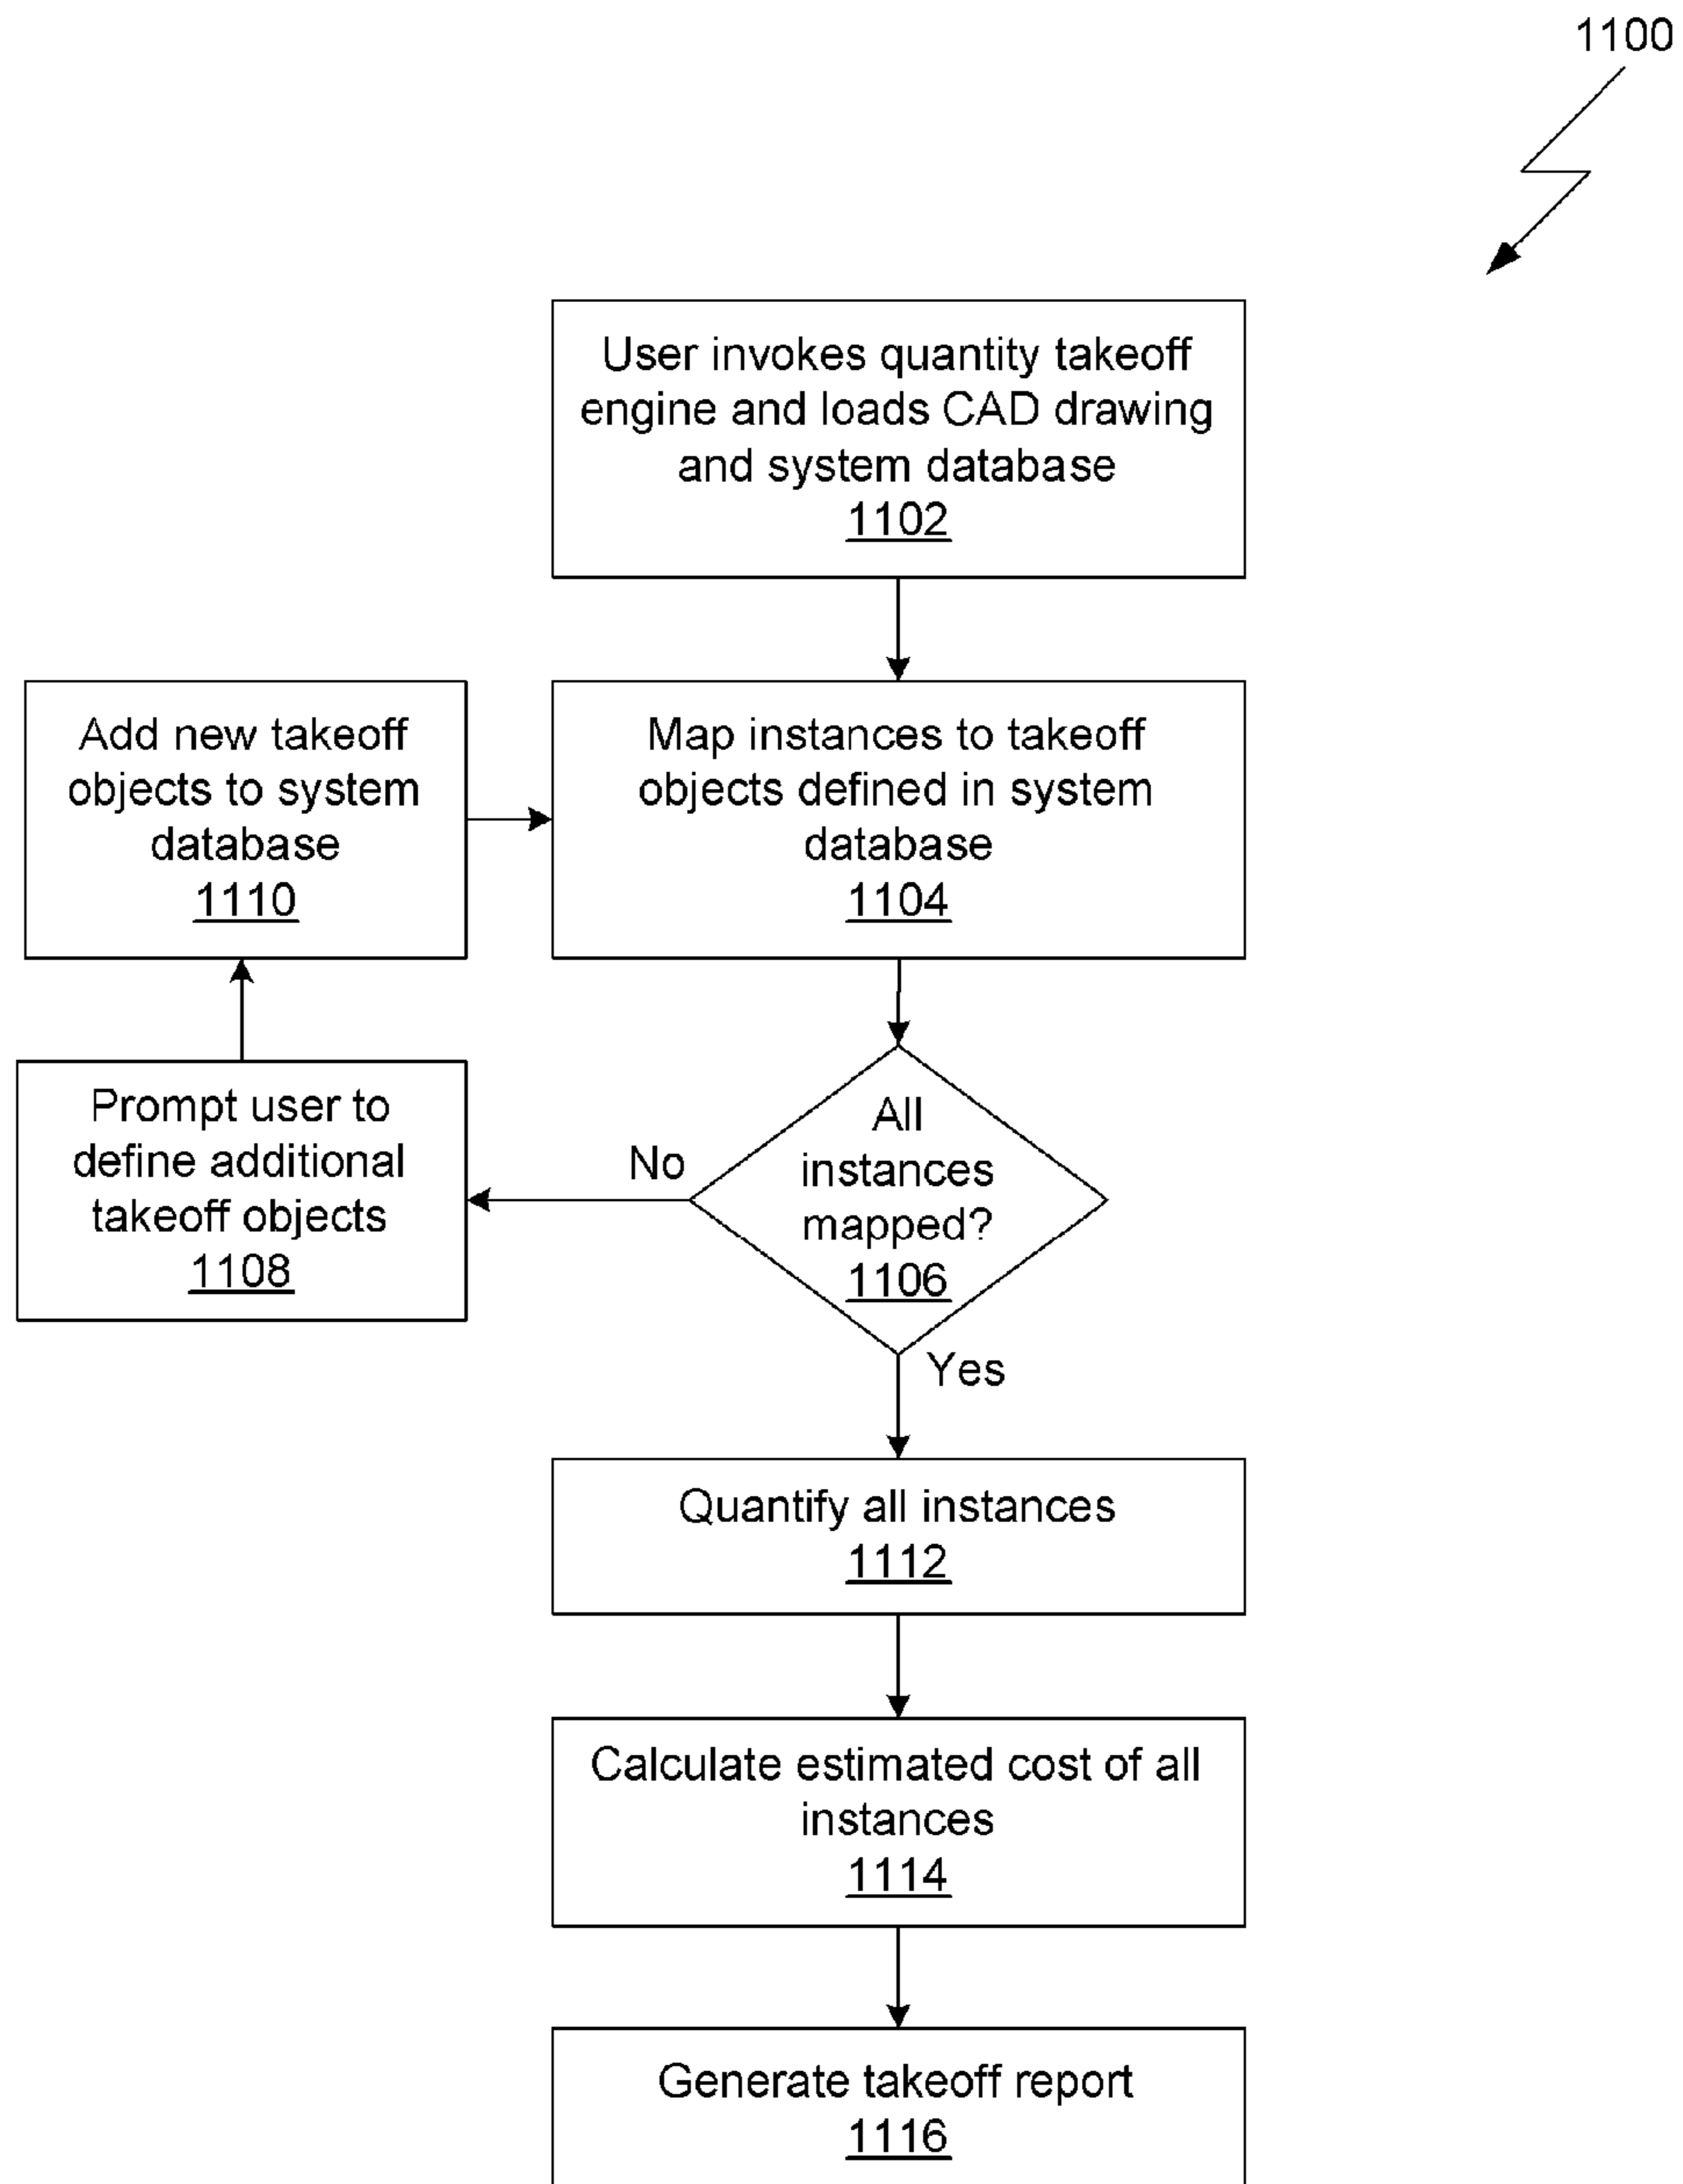 1100
User invokes quantity takeoff
engine and loads CAD drawing
and system database
1102
Add new takeoff
objects to system
database
1110
Map instances to takeoff
objects defined in system
database
1104
Prompt user to
define additional
takeoff objects
1108
No
All
instances
mapped?
1106
Yes
Quantify all instances
1112
Calculate estimated cost of all
instances
1114
Generate takeoff report
1116